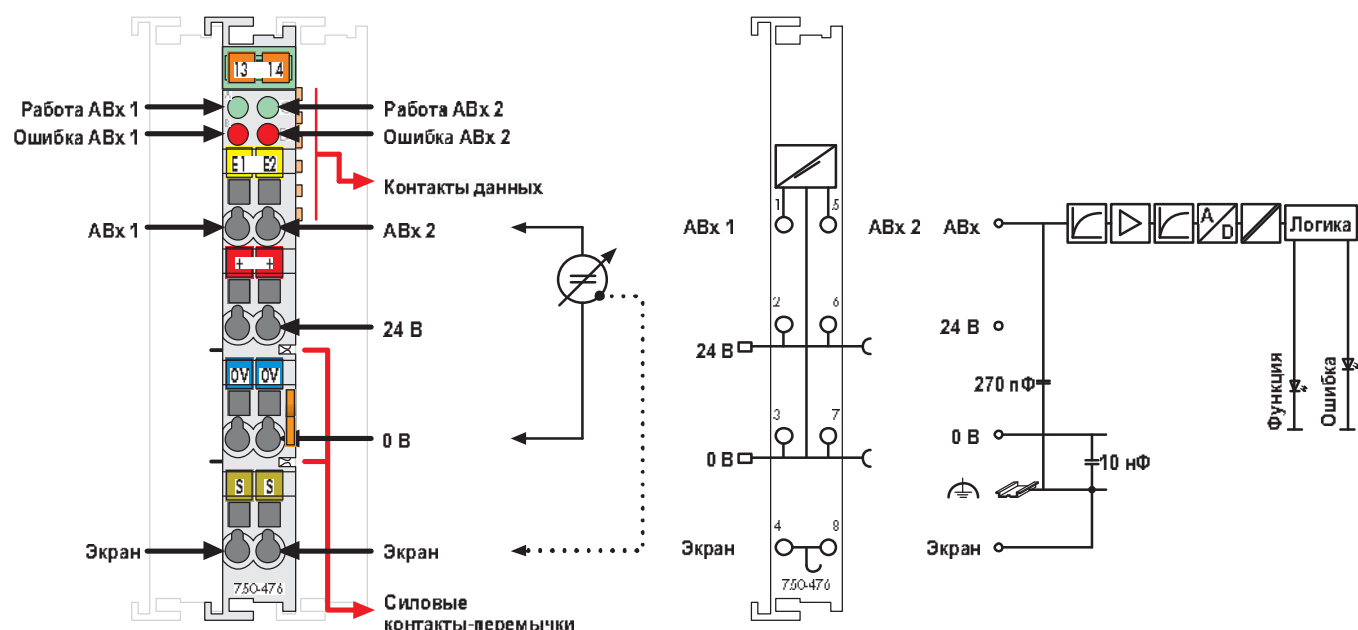 13 14
Работа АВх 1
Работа АВх 2
Ошибка АВх 1
Ошибка АВх 2
E1 E2
Контакты данных
АВх 1
АВх 2
+ +
24 В
0V 0V
0 В
S S
Экран
Экран
750-476
Силовые
контакты-перемычки
1 5
АВх 1
АВх 2
2 6
24 В
3 7
0 В
4 8
Экран
750-476
АВх
A
D
Логика
24 В
270 пФ
Функция
Ошибка
0 В
10 нФ
Экран